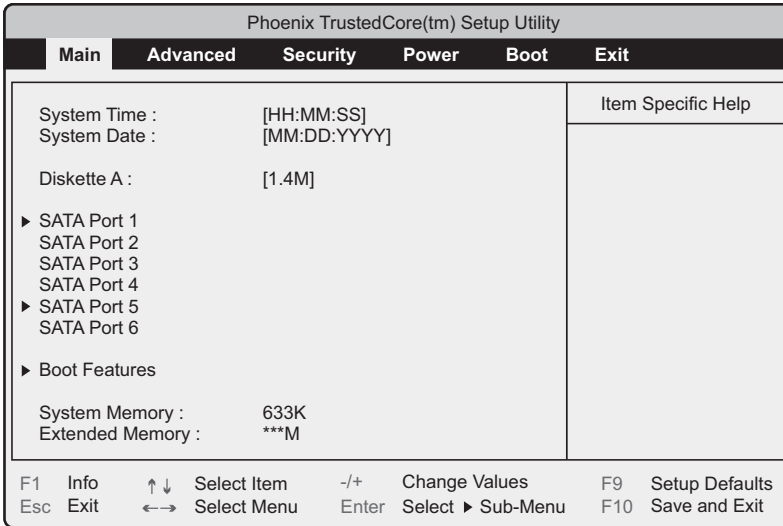 Phoenix TrustedCore(tm) Setup Utility
Main Advanced Security Power Boot Exit
System Time : [HH:MM:SS]
System Date : [MM:DD:YYYY]
Diskette A : [1.4M]
▶ SATA Port 1
SATA Port 2
SATA Port 3
SATA Port 4
▶ SATA Port 5
SATA Port 6
▶ Boot Features
System Memory : 633K
Extended Memory : ***M
Item Specific Help
F1 Info ↑↓ Select Item -/+ Change Values F9 Setup Defaults
Esc Exit ←→ Select Menu Enter Select ▶ Sub-Menu F10 Save and Exit